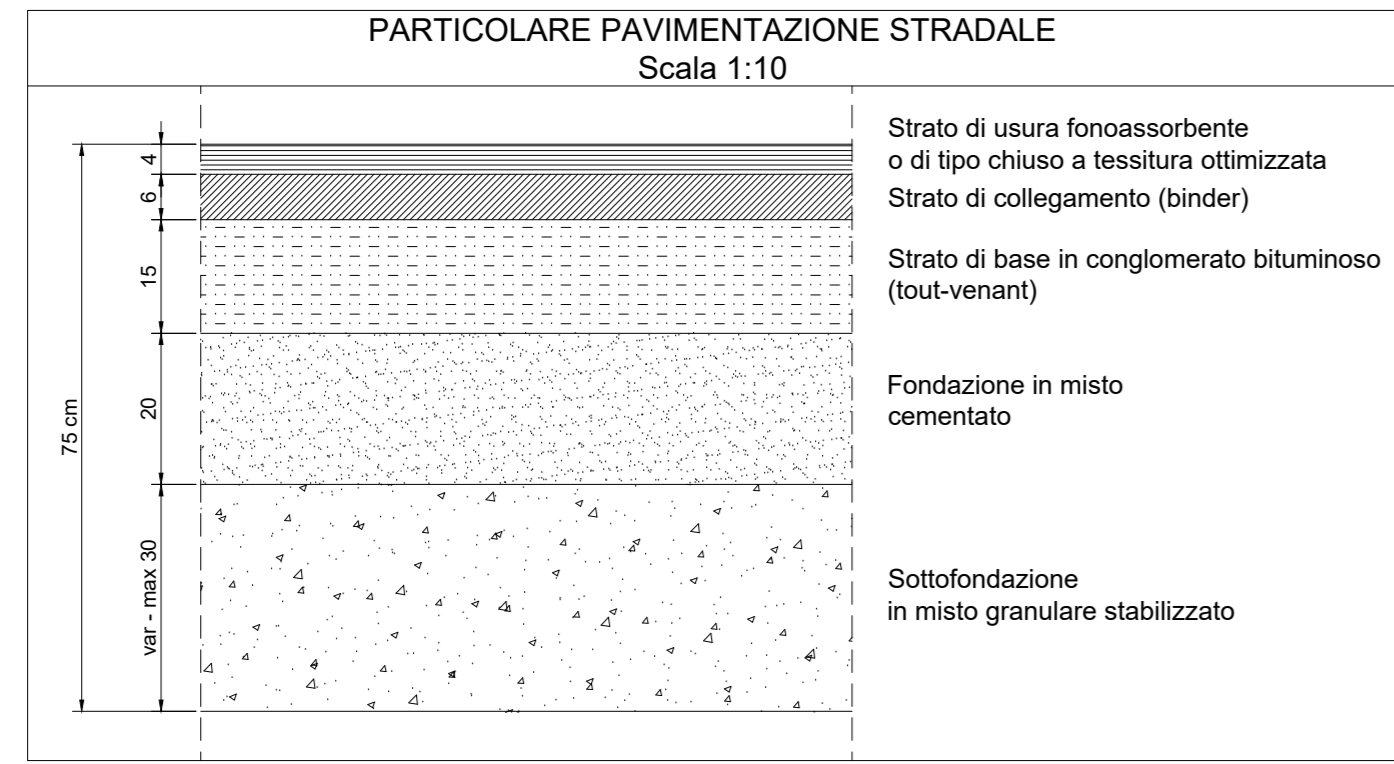 PARTICOLARE PAVIMENTAZIONE STRADALE
Scala 1:10
Strato di usura fonoassorbente
o di tipo chiuso a tessitura ottimizzata
Strato di collegamento (binder)
Strato di base in conglomerato bituminoso
(tout-venant)
Fondazione in misto
cementato
Sottofondazione
in misto granulare stabilizzato
4
6
15
20
var - max 30
75 cm